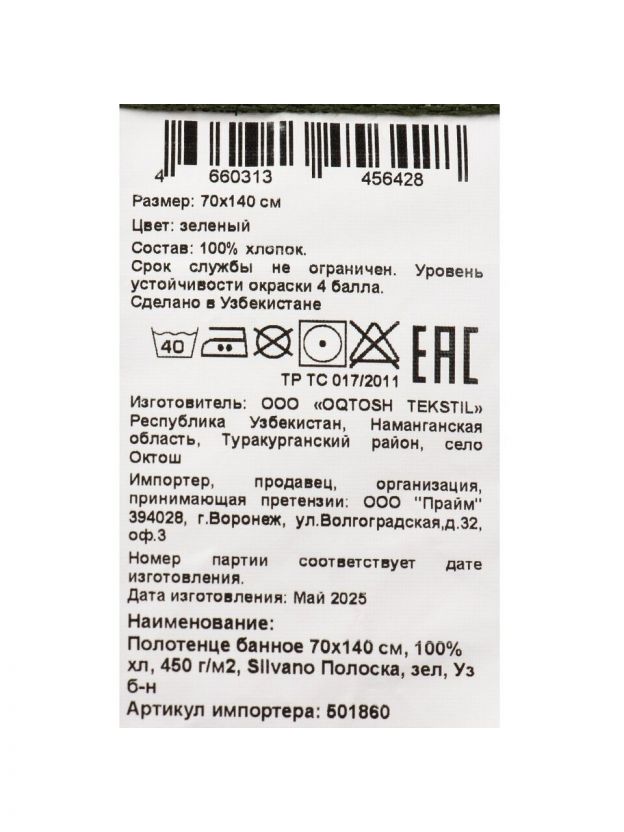 4 660313 456428
Размер: 70x140 см
Цвет: зеленый
Состав: 100% хлопок.
Срок службы не ограничен. Уровень
устойчивости окраски 4 балла.
Сделано в Узбекистане
40
EAC
ТР ТС 017/2011
Изготовитель: ООО «OQTOSH TEKSTIL»
Республика Узбекистан, Наманганская
область, Туракурганский район, село
Октош
Импортер, продавец, организация,
принимающая претензии: ООО "Прайм"
394028, г.Воронеж, ул.Волгоградская,д.32,
оф.3
Номер партии соответствует дате
изготовления.
Дата изготовления: Май 2025
Наименование:
Полотенце банное 70х140 см, 100%
хл, 450 г/м2, Silvano Полоска, зел, Уз
б-н
Артикул импортера: 501860